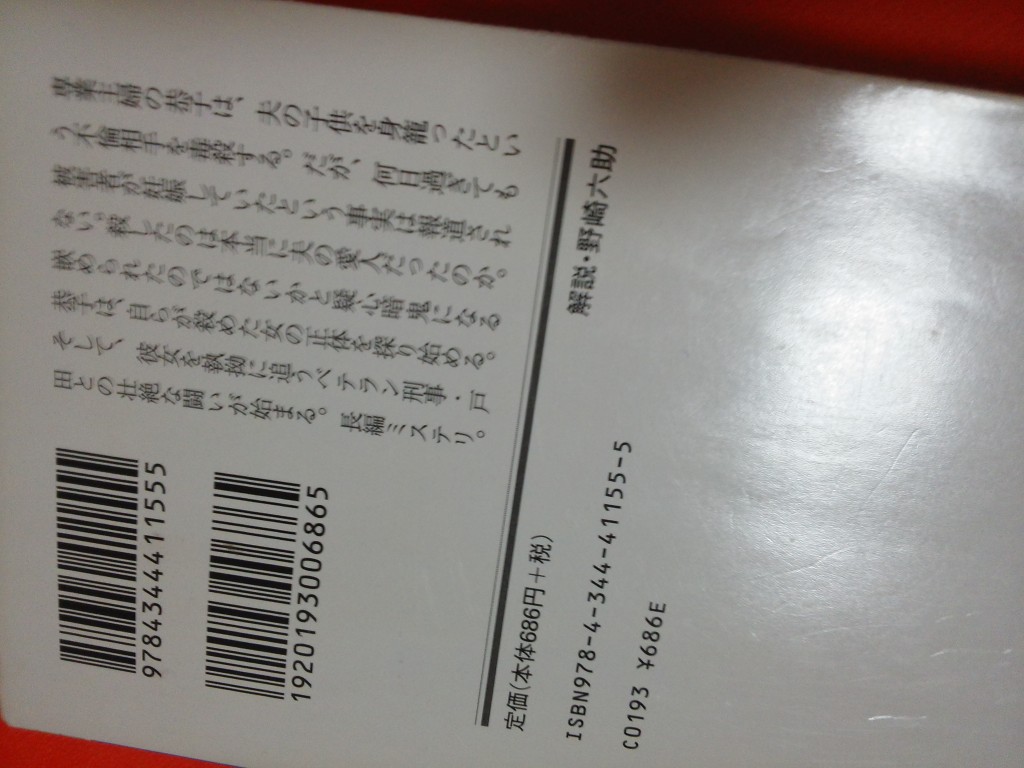 専業主婦の恭子は、夫の子供を身籠ったとい
う不倫相手を撲殺する。だが、何日過ぎても
被害者が妊娠していたという事実は報道され
ない。殺したのは本当に夫の愛人だったのか。
嵌められたのではないかと疑心暗鬼になる
恭子は、自らが殺めた女の正体を探り始める。
そして、彼女を執拗に追うベテラン刑事・戸
田との壮絶な闘いが始まる。長編ミステリ。
9784344411555
1920193006865
解説・野崎六助
定価(本体686円+税)
ISBN978-4-344-41155-5
C0193 ¥686E